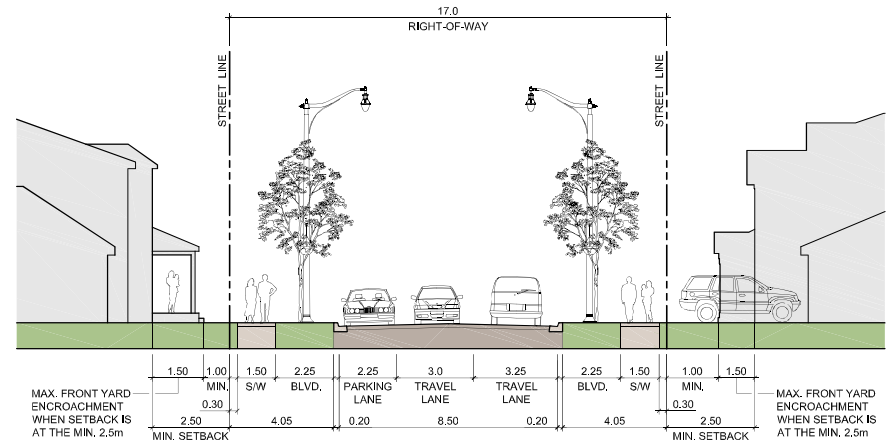 17.0
RIGHT-OF-WAY
STREET LINE
STREET LINE
1.50 1.00 1.50 2.25 2.25 3.0 3.25 2.25 1.50 1.00 1.50
MIN. S/W BLVD. PARKING LANE TRAVEL LANE TRAVEL LANE BLVD. S/W MIN.
0.30 0.30
MAX. FRONT YARD
ENCROACHMENT
WHEN SETBACK IS
AT THE MIN. 2.5m
2.50 4.05 0.20 8.50 0.20 4.05 2.50
MIN. SETBACK MIN. SETBACK
MAX. FRONT YARD
ENCROACHMENT
WHEN SETBACK IS
AT THE MIN. 2.5m